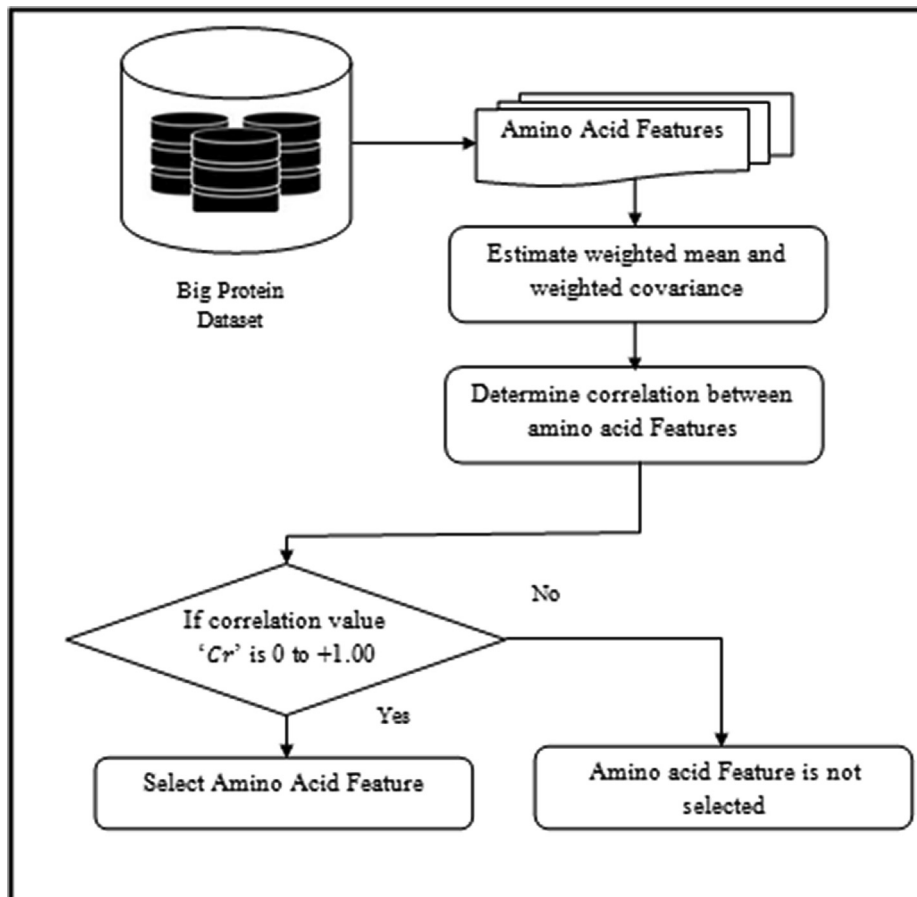 Amino Acid Features
Big Protein
Dataset
Estimate weighted mean and
weighted covariance
Determine correlation between
amino acid Features
If correlation value
‘Cr’ is 0 to +1.00
No
Yes
Select Amino Acid Feature
Amino acid Feature is not
selected